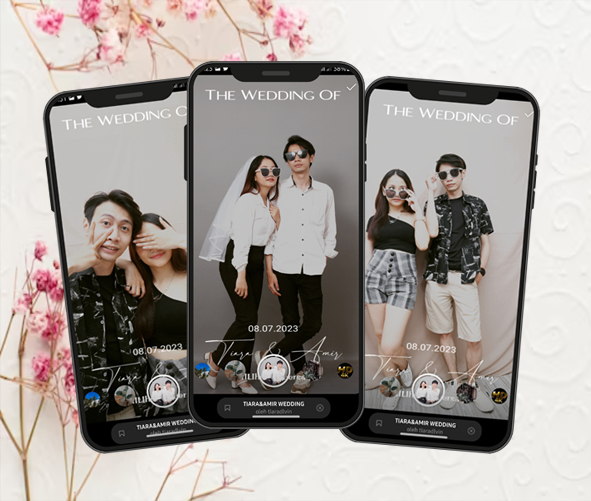 THE WEDDING OF
08.07.2023
Tiara & Amir
TIARA&AMIR WEDDING
oleh tiaradivin
THE WEDDING OF
08.07.2023
Tiara & Amir
TIARA&AMIR WEDDING
oleh tiaradivin
THE WEDDING OF
08.07.2023
Tiara & Amir
TIARA&AMIR WEDDING
oleh tiaradivin